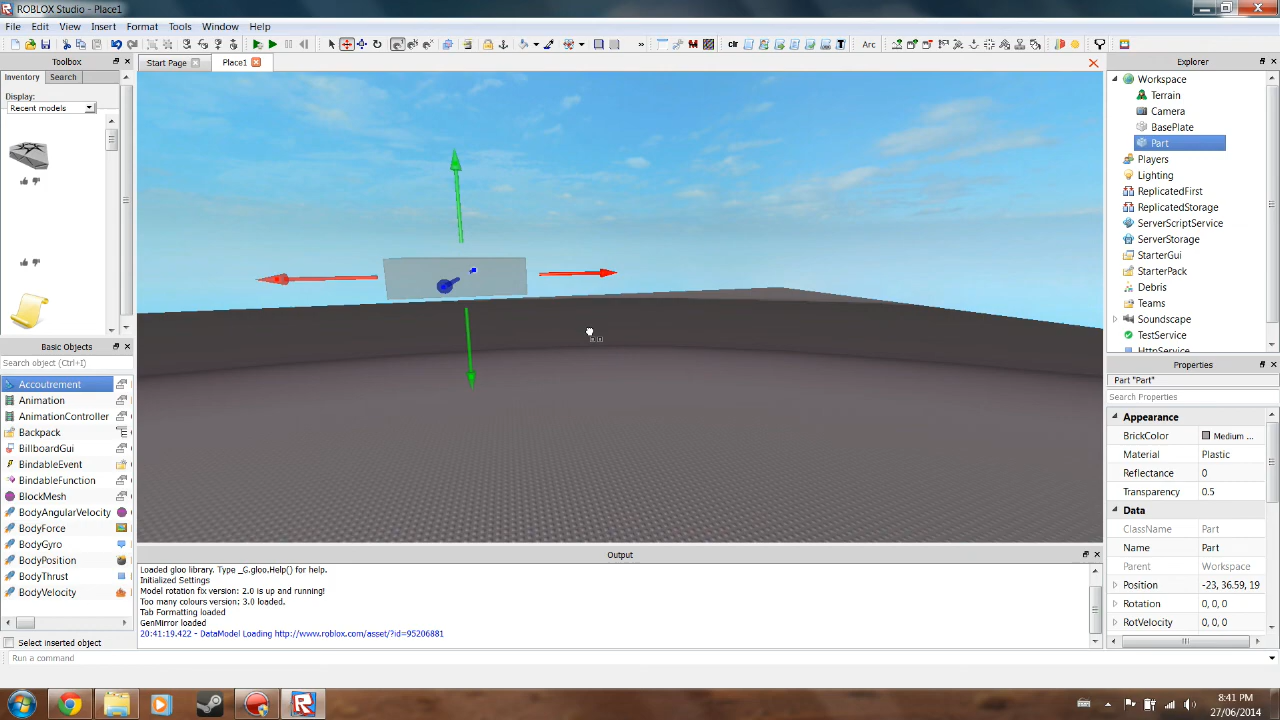 ROBLOX Studio - Place1
File Edit View Insert Format Tools Window Help
clr T Arc
Toolbox
Inventory Search
Display:
Recent models
Basic Objects
Search object (Ctrl+I)
Accoutrement
Animation
AnimationController
Backpack
BillboardGui
BindableEvent
BindableFunction
BlockMesh
BodyAngularVelocity
BodyForce
BodyGyro
BodyPosition
BodyThrust
BodyVelocity
Select inserted object
Start Page Place1
Output
Loaded gloo library. Type _G.gloo.Help() for help.
Initialized Settings
Model rotation fix version: 2.0 is up and running!
Too many colours version: 3.0 loaded.
Tab Formatting loaded
GenMirror loaded
20:41:19.422 - DataModel Loading http://www.roblox.com/asset/?id=95206881
Run a command
Explorer
Workspace
Terrain
Camera
BasePlate
Part
Players
Lighting
ReplicatedFirst
ReplicatedStorage
ServerScriptService
ServerStorage
StarterGui
StarterPack
Debris
Teams
Soundscape
TestService
HttpService
Properties
Part "Part"
Search Properties
Appearance
BrickColor Medium ...
Material Plastic
Reflectance 0
Transparency 0.5
Data
ClassName Part
Name Part
Parent Workspace
Position -23, 36.59, 19
Rotation 0, 0, 0
RotVelocity 0, 0, 0
8:41 PM
27/06/2014